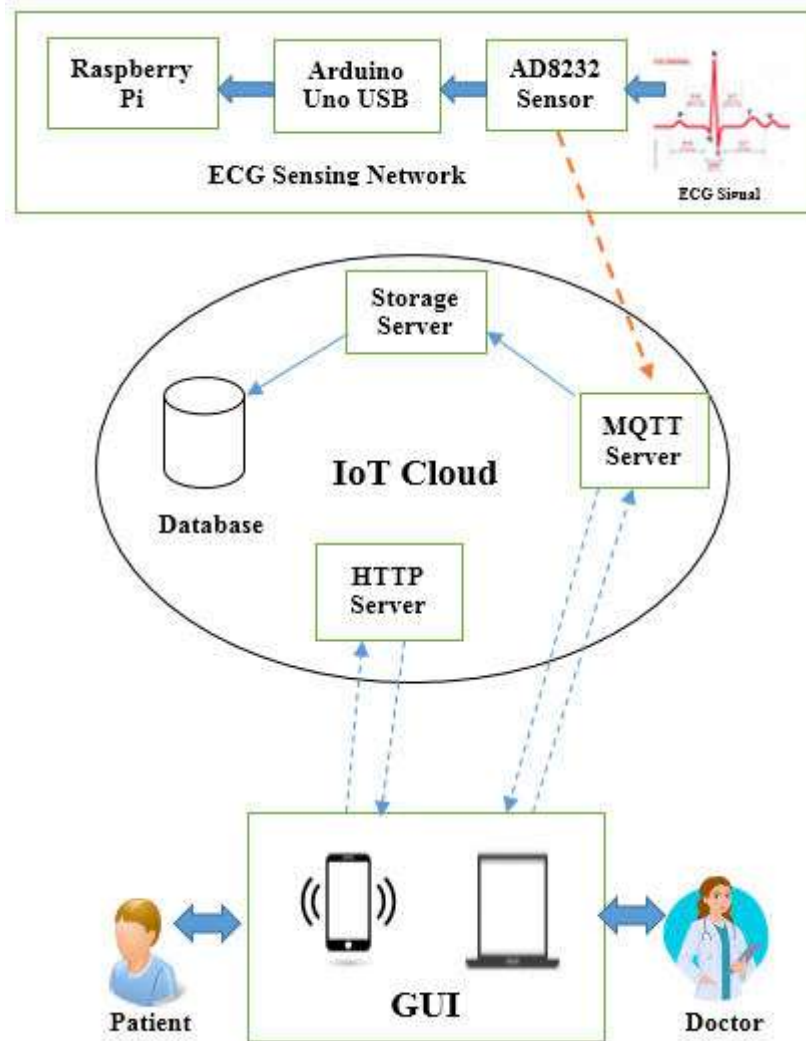 Raspberry
Pi
Arduino
Uno USB
AD8232
Sensor
ECG Sensing Network
ECG Signal
Storage
Server
MQTT
Server
IoT Cloud
Database
HTTP
Server
GUI
Patient
Doctor